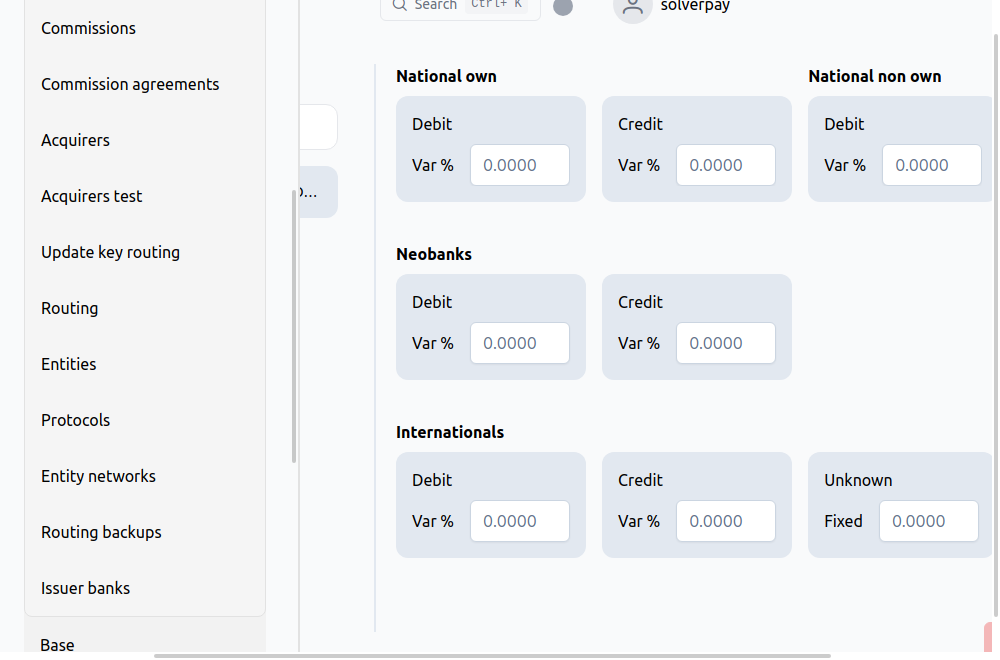 Search Ctrl+ K solverpay
Commissions
Commission agreements
Acquirers
Acquirers test
Update key routing
Routing
Entities
Protocols
Entity networks
Routing backups
Issuer banks
Base
National own
Debit
Var % 0.0000
Credit
Var % 0.0000
National non own
Debit
Var % 0.0000
Neobanks
Debit
Var % 0.0000
Credit
Var % 0.0000
Internationals
Debit
Var % 0.0000
Credit
Var % 0.0000
Unknown
Fixed 0.0000